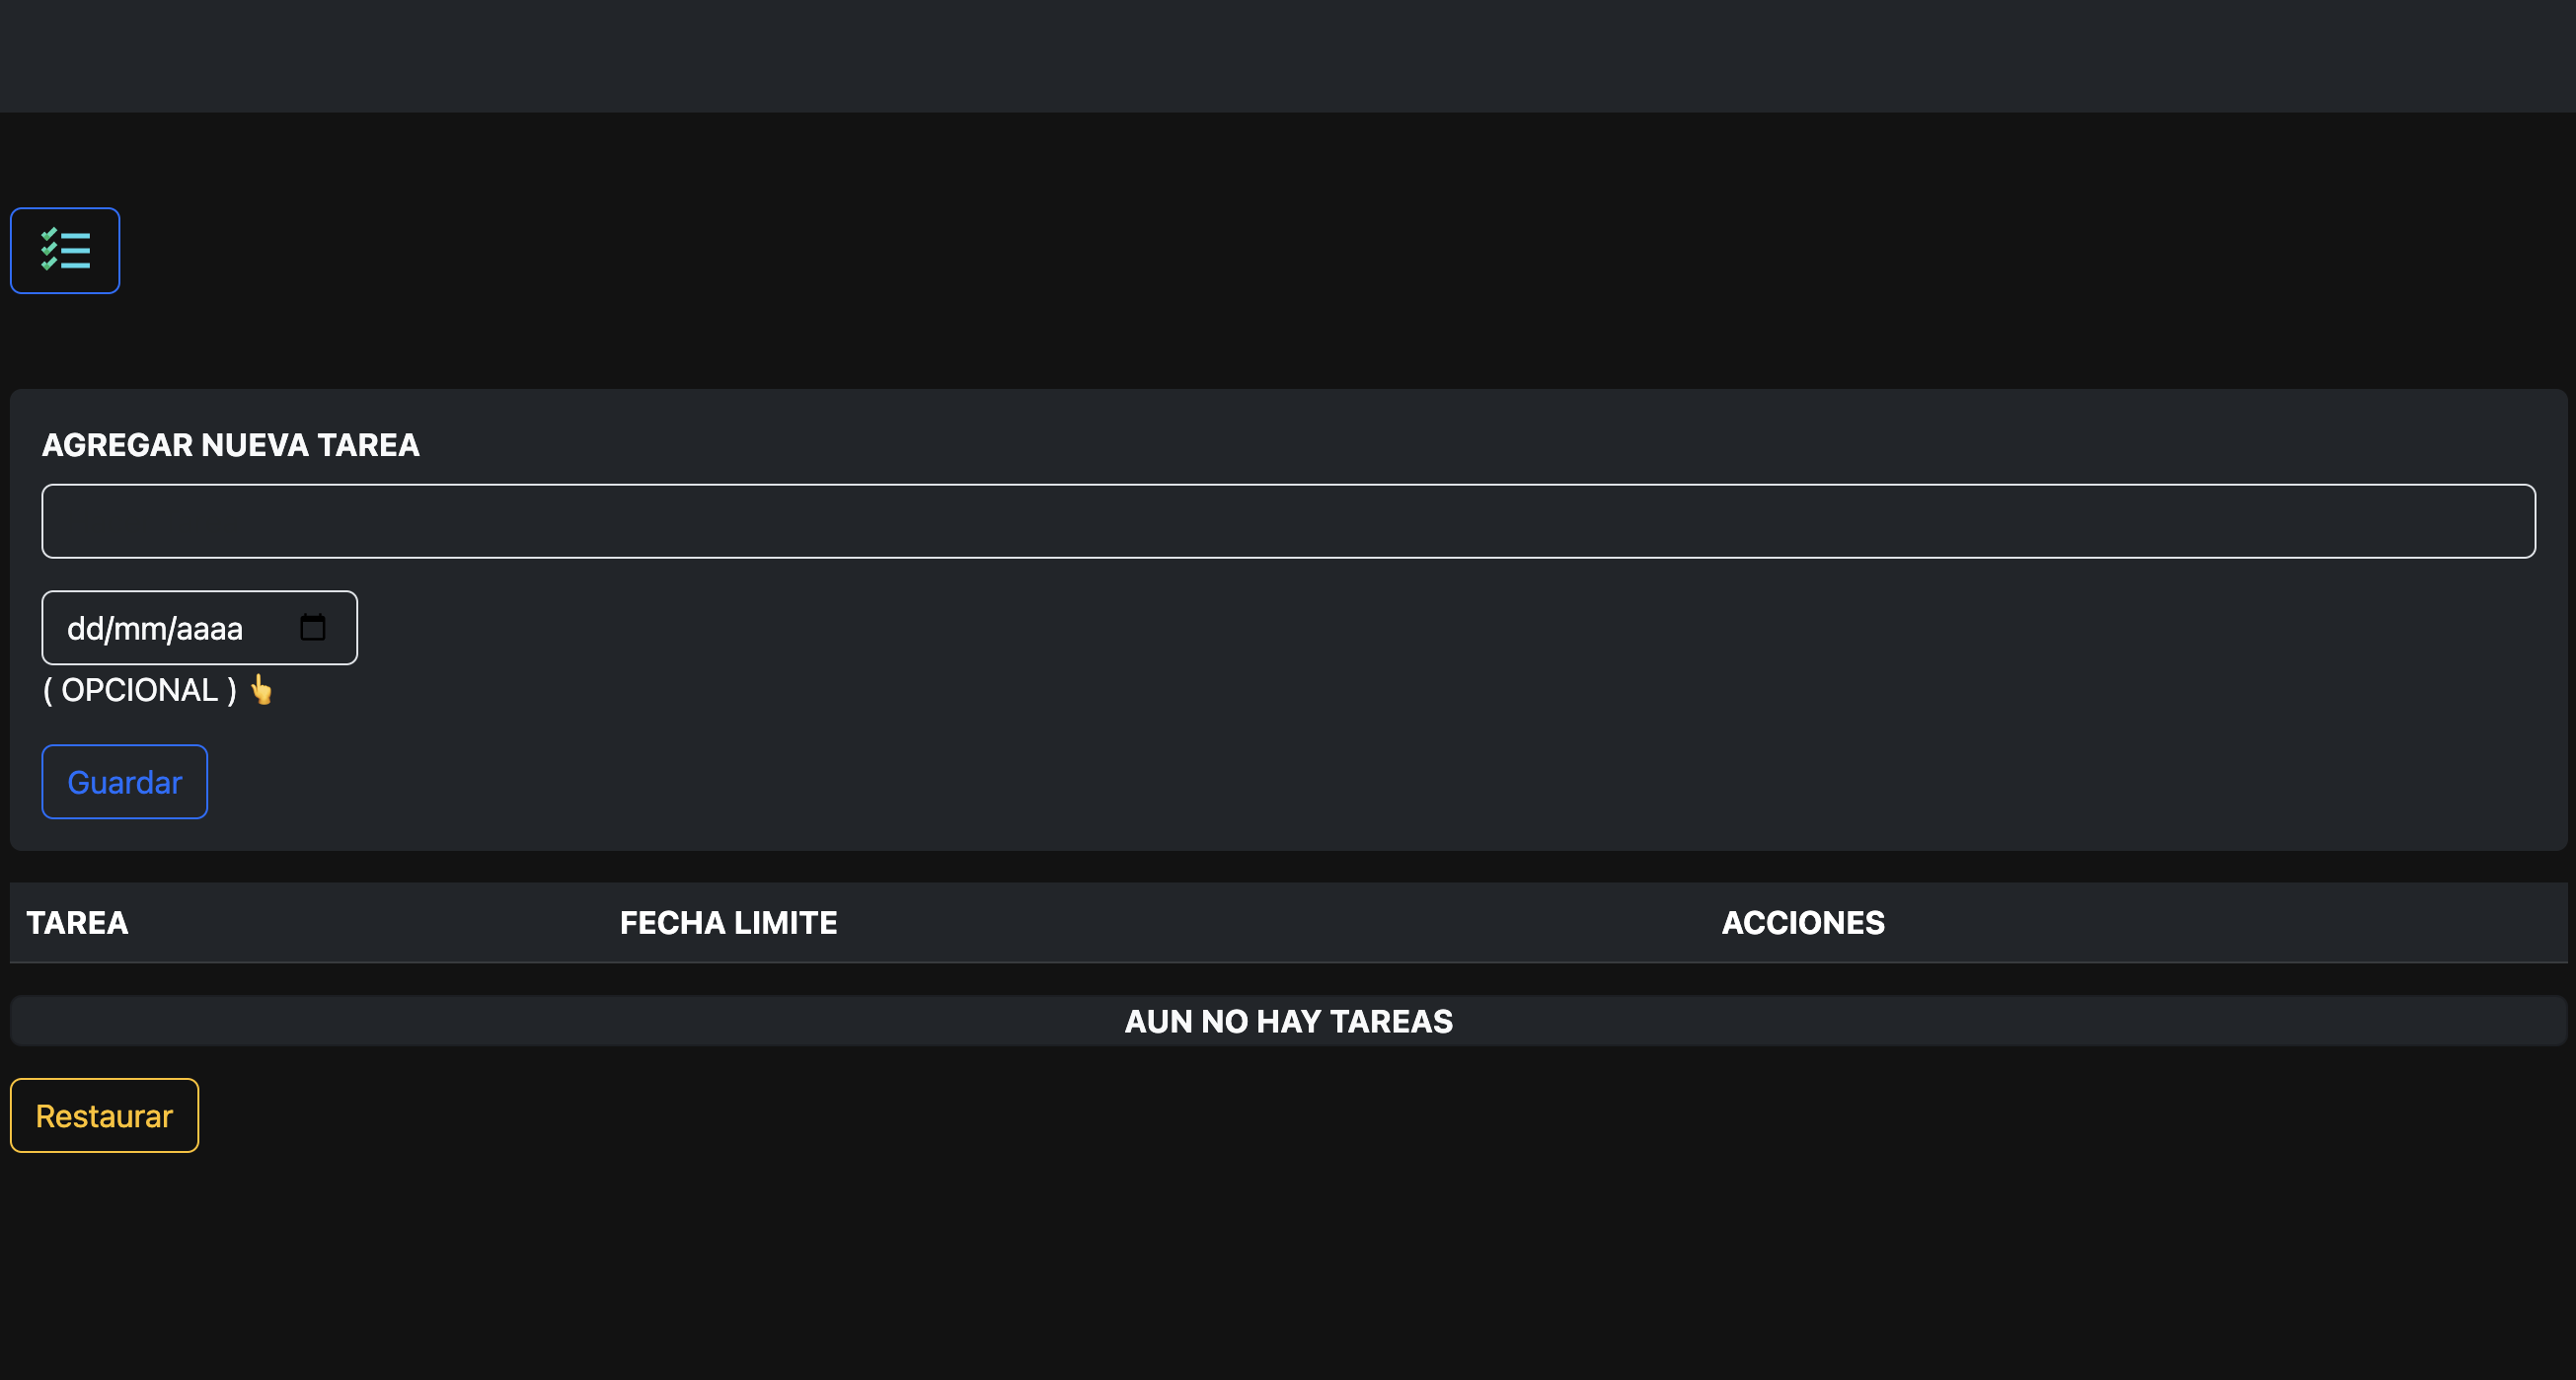 AGREGAR NUEVA TAREA
dd/mm/aaaa
( OPCIONAL ) 👆
Guardar
TAREA FECHA LIMITE ACCIONES
AUN NO HAY TAREAS
Restaurar